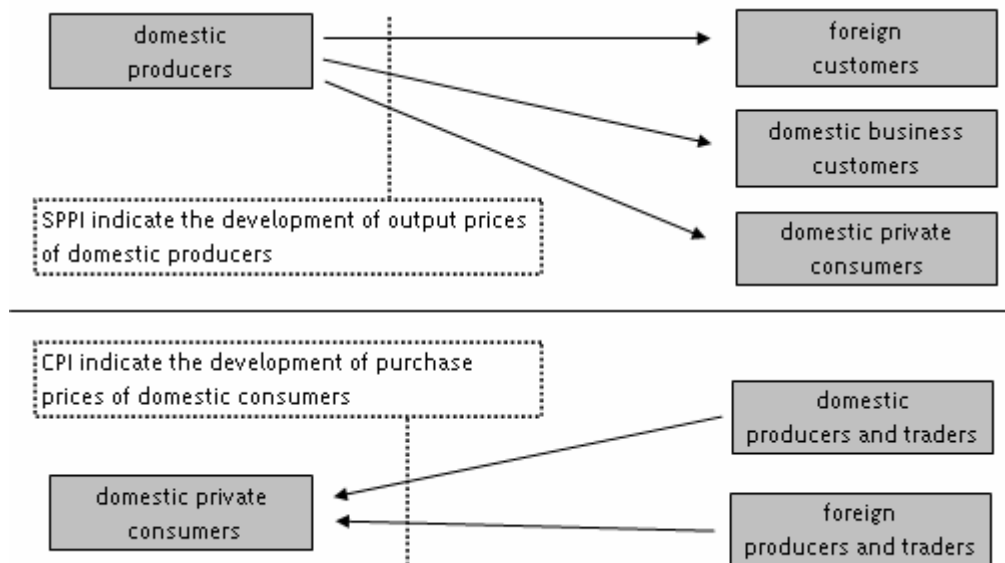 domestic
producers
foreign
customers
domestic business
customers
SPPI indicate the development of output prices
of domestic producers
domestic private
consumers
CPI indicate the development of purchase
prices of domestic consumers
domestic
producers and traders
domestic private
consumers
foreign
producers and traders